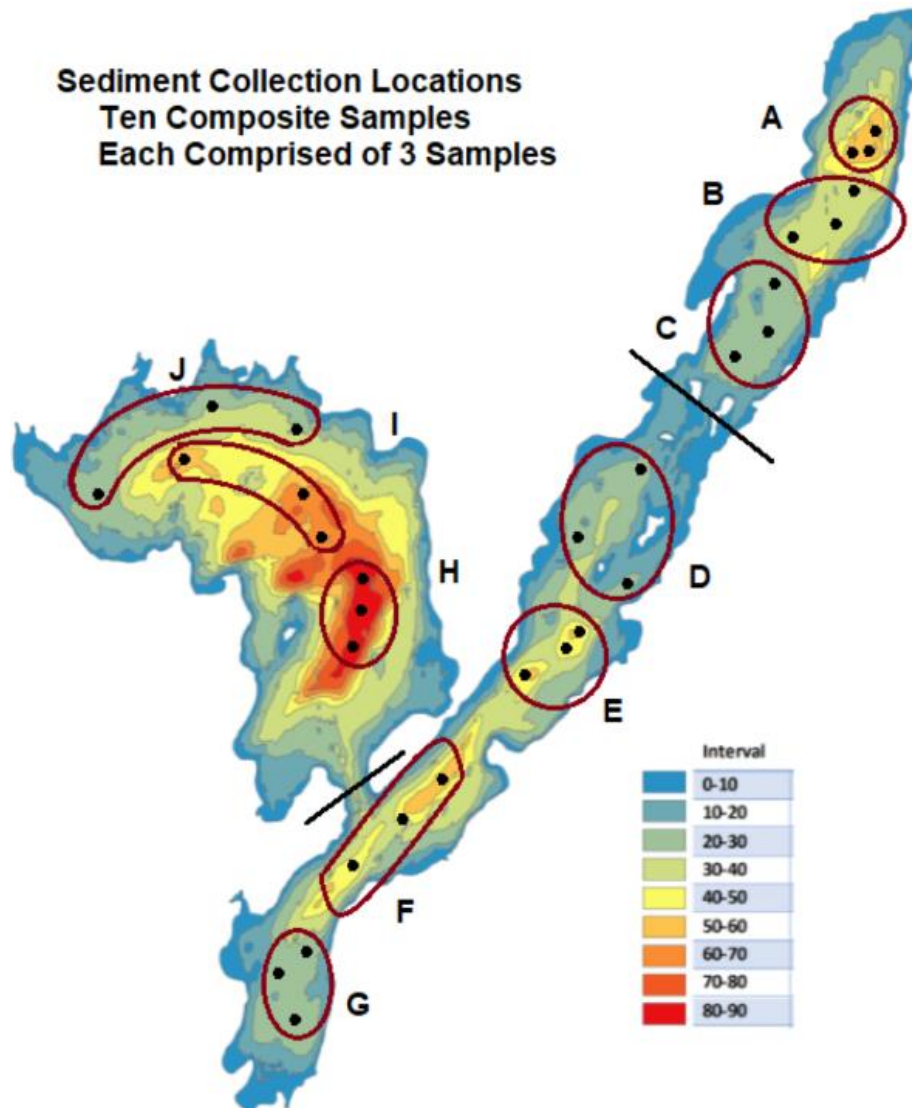 Sediment Collection Locations
Ten Composite Samples
Each Comprised of 3 Samples
A
B
C
J
I
H
D
E
F
G
Interval
0-10
10-20
20-30
30-40
40-50
50-60
60-70
70-80
80-90